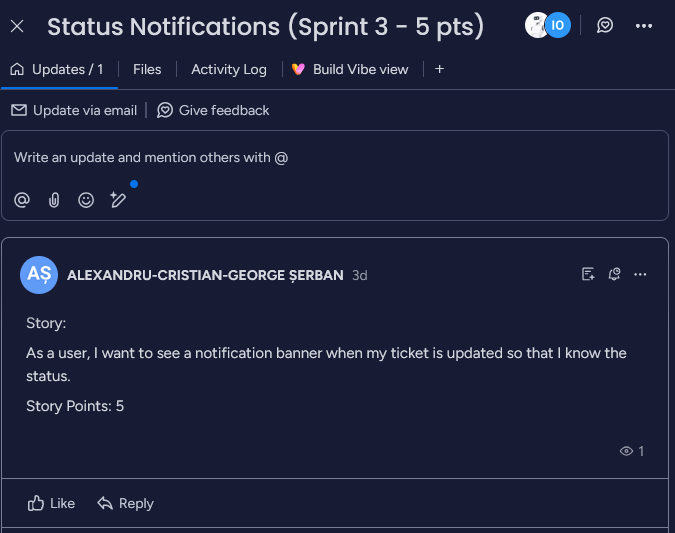 Status Notifications (Sprint 3 - 5 pts)
IO
Updates / 1
Files
Activity Log
Build Vibe view
+
Update via email
Give feedback
Write an update and mention others with @
AȘ
ALEXANDRU-CRISTIAN-GEORGE ȘERBAN 3d
Story:
As a user, I want to see a notification banner when my ticket is updated so that I know the
status.
Story Points: 5
1
Like
Reply